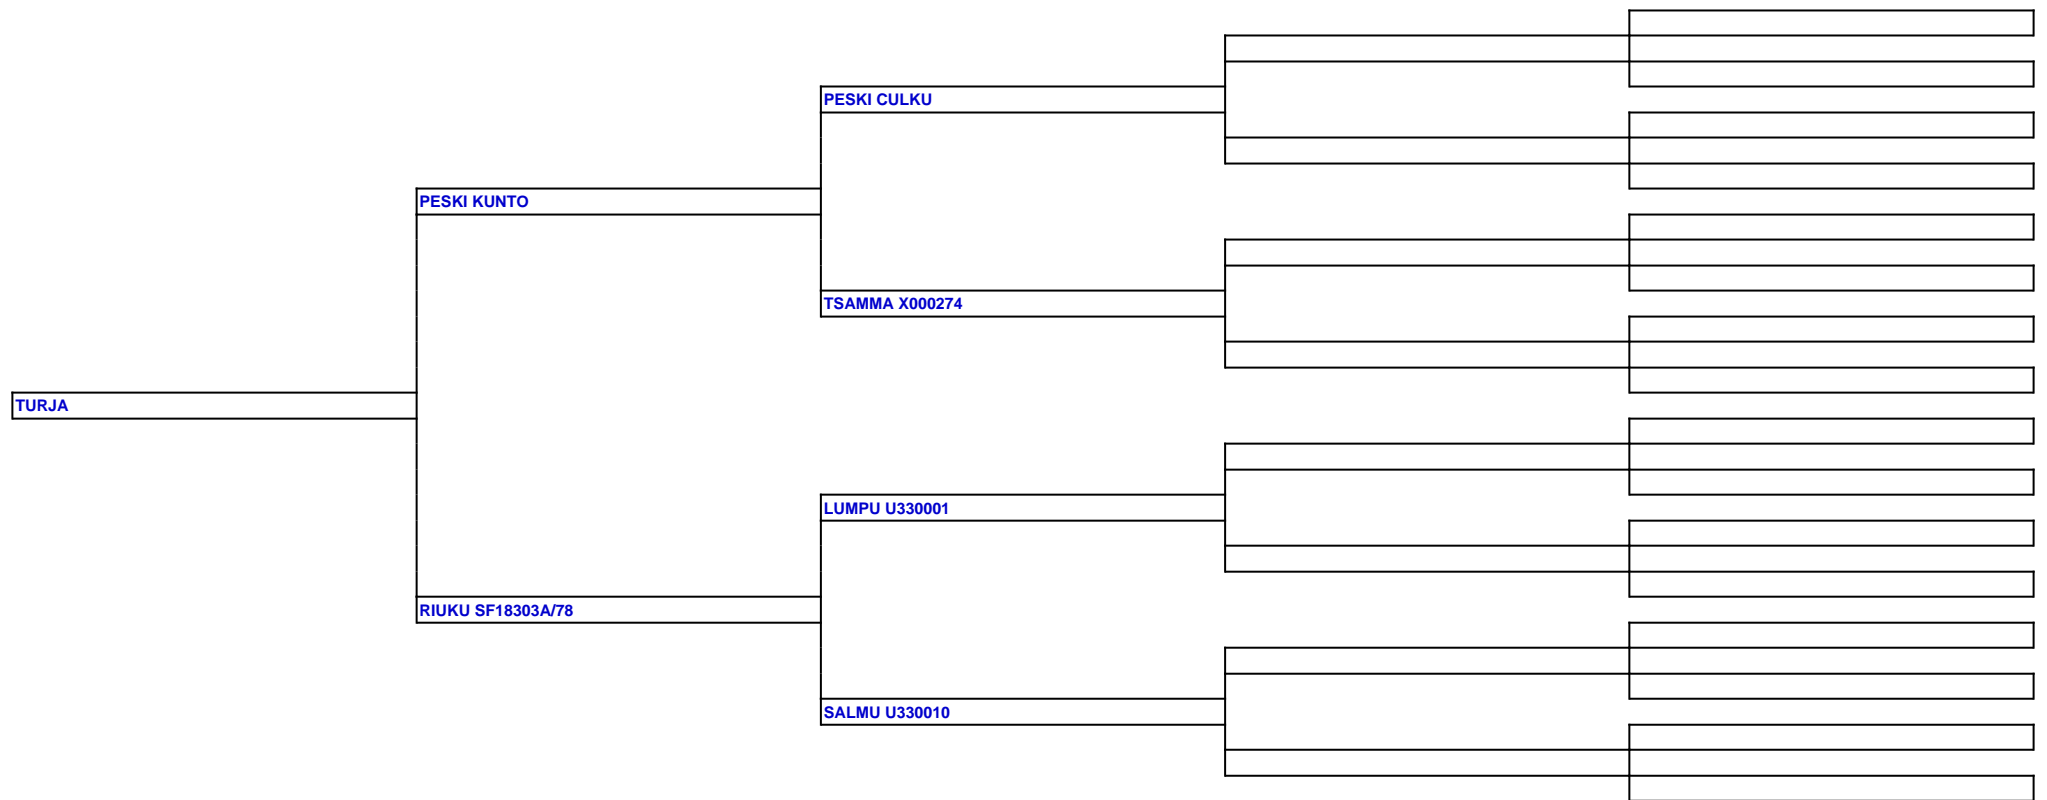 PESKI CULKU
PESKI KUNTO
TSAMMA X000274
TURJA
LUMPU U330001
RIUKU SF18303A/78
SALMU U330010